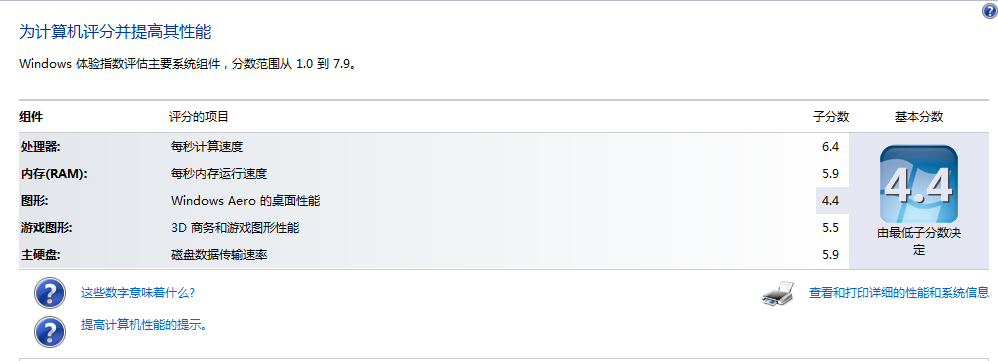 为计算机评分并提高其性能
Windows 体验指数评估主要系统组件，分数范围从 1.0 到 7.9。
组件 评分的项目 子分数 基本分数
处理器: 每秒计算速度 6.4
内存(RAM): 每秒内存运行速度 5.9
图形: Windows Aero 的桌面性能 4.4
游戏图形: 3D 商务和游戏图形性能 5.5
主硬盘: 磁盘数据传输速率 5.9
4.4
由最低子分数决
定
这些数字意味着什么?
查看和打印详细的性能和系统信息
提高计算机性能的提示。